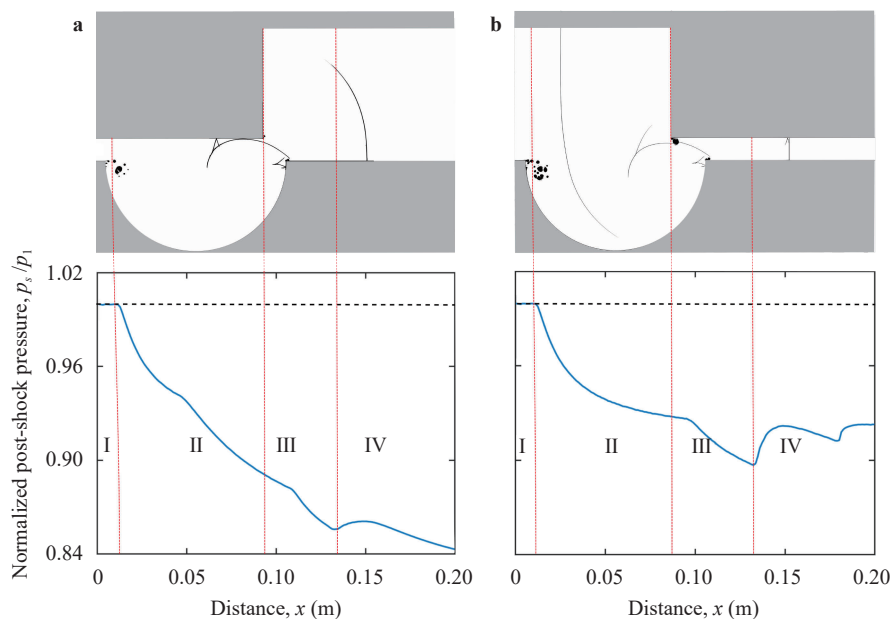 a
b
Normalized post-shock pressure, pₛ/p₁
1.02
0.96
0.90
0.84
I
II
III
IV
I
II
III
IV
0
0.05
0.10
0.15
0.20
0
0.05
0.10
0.15
0.20
Distance, x (m)
Distance, x (m)